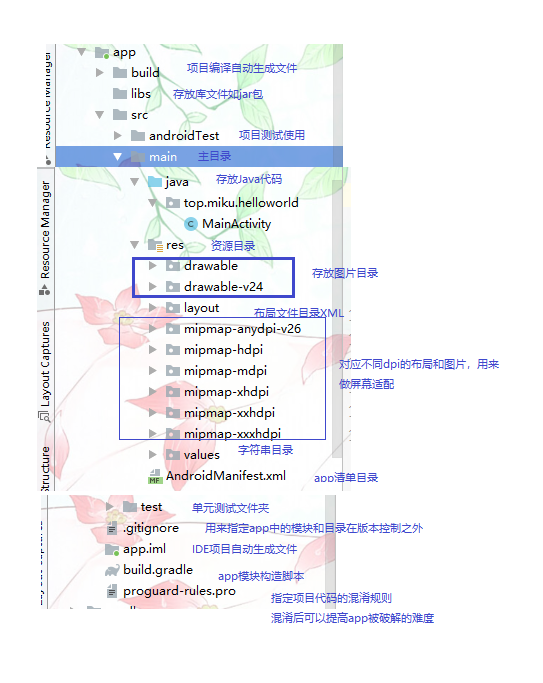 app
build 项目编译自动生成文件
libs 存放库文件如jar包
src
androidTest 项目测试使用
main 主目录
java 存放Java代码
top.miku.helloworld
MainActivity
res 资源目录
drawable
存放图片目录
drawable-v24
layout 布局文件目录XML
mipmap-anydpi-v26
mipmap-hdpi
对应不同dpi的布局和图片，用来
mipmap-mdpi
做屏幕适配
mipmap-xhdpi
mipmap-xxhdpi
mipmap-xxxhdpi
字符串目录
values
AndroidManifest.xml app清单目录
test 单元测试文件夹
.gitignore 用来指定app中的模块和目录在版本控制之外
app.iml IDE项目自动生成文件
build.gradle app模块构造脚本
proguard-rules.pro
指定项目代码的混淆规则
混淆后可以提高app被破解的难度
Resource Manager
Resource Manager
Layout Captures
Structure